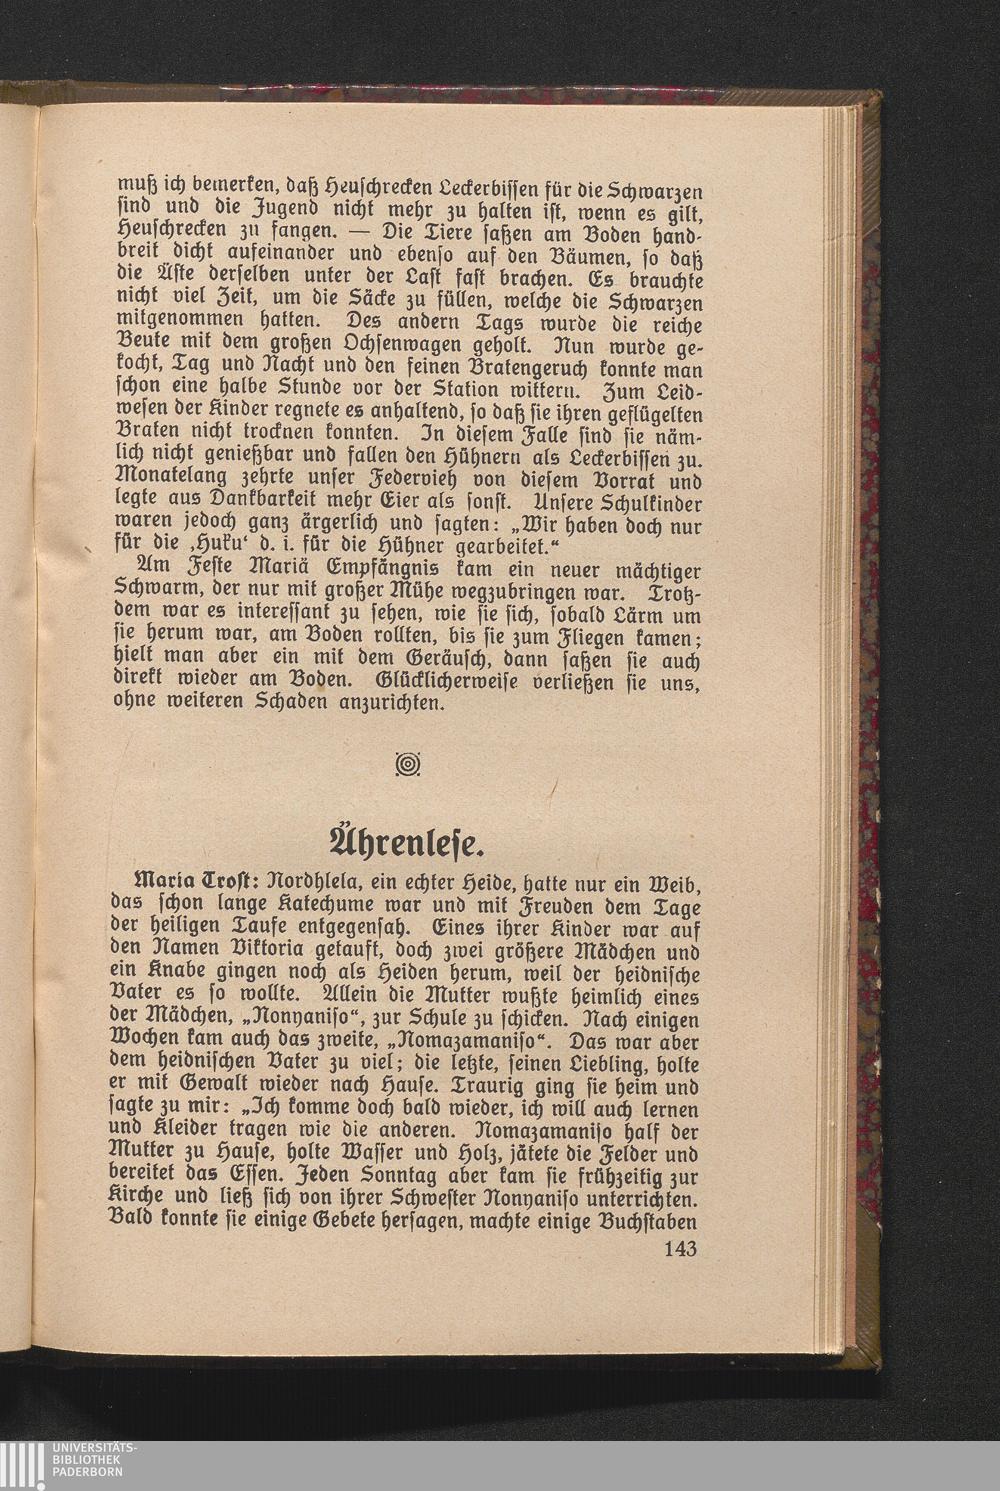 muß ich bemerken, daß Heuschrecken Leckerbissen für die Schwarzen
sind und die Jugend nicht mehr zu halten ist, wenn es gilt,
Heuschrecken zu fangen. — Die Tiere saßen am Boden hand-
breit dicht aufeinander und ebenso auf den Bäumen, so daß
die Äste derselben unter der Last fast brachen. Es brauchte
nicht viel Zeit, um die Säcke zu füllen, welche die Schwarzen
mitgenommen hatten. Des andern Tags wurde die reiche
Beute mit dem großen Ochsenwagen geholt. Nun wurde ge-
kocht, Tag und Nacht und den feinen Bratengeruch konnte man
schon eine halbe Stunde vor der Station wittern. Zum Leid-
wesen der Kinder regnete es anhaltend, so daß sie ihren geflügelten
Braten nicht trocknen konnten. In diesem Falle sind sie näm-
lich nicht genießbar und fallen den Hühnern als Leckerbissen zu.
Monatelang zehrte unser Federvieh von diesem Vorrat und
legte aus Dankbarkeit mehr Eier als sonst. Unsere Schulkinder
waren jedoch ganz ärgerlich und sagten: „Wir haben doch nur
für die ‚Huku‘ d. i. für die Hühner gearbeitet.“
Am Feste Mariä Empfängnis kam ein neuer mächtiger
Schwarm, der nur mit großer Mühe wegzubringen war. Trotz-
dem war es interessant zu sehen, wie sie sich, sobald Lärm um
sie herum war, am Boden rollten, bis sie zum Fliegen kamen;
hielt man aber ein mit dem Geräusch, dann saßen sie auch
direkt wieder am Boden. Glücklicherweise verließen sie uns,
ohne weiteren Schaden anzurichten.
Ährenlese.
Maria Trost: Nordhlela, ein echter Heide, hatte nur ein Weib,
das schon lange Katechume war und mit Freuden dem Tage
der heiligen Taufe entgegensah. Eines ihrer Kinder war auf
den Namen Viktoria getauft, doch zwei größere Mädchen und
ein Knabe gingen noch als Heiden herum, weil der heidnische
Vater es so wollte. Allein die Mutter wußte heimlich eines
der Mädchen, „Nonyaniso“, zur Schule zu schicken. Nach einigen
Wochen kam auch das zweite, „Nomazamaniso“. Das war aber
dem heidnischen Vater zu viel; die letzte, seinen Liebling, holte
er mit Gewalt wieder nach Hause. Traurig ging sie heim und
sagte zu mir: „Ich komme doch bald wieder, ich will auch lernen
und Kleider tragen wie die anderen. Nomazamaniso half der
Mutter zu Hause, holte Wasser und Holz, jätete die Felder und
bereitet das Essen. Jeden Sonntag aber kam sie frühzeitig zur
Kirche und ließ sich von ihrer Schwester Nonyaniso unterrichten.
Bald konnte sie einige Gebete hersagen, machte einige Buchstaben
143
UNIVERSITÄTS-
BIBLIOTHEK
PADERBORN